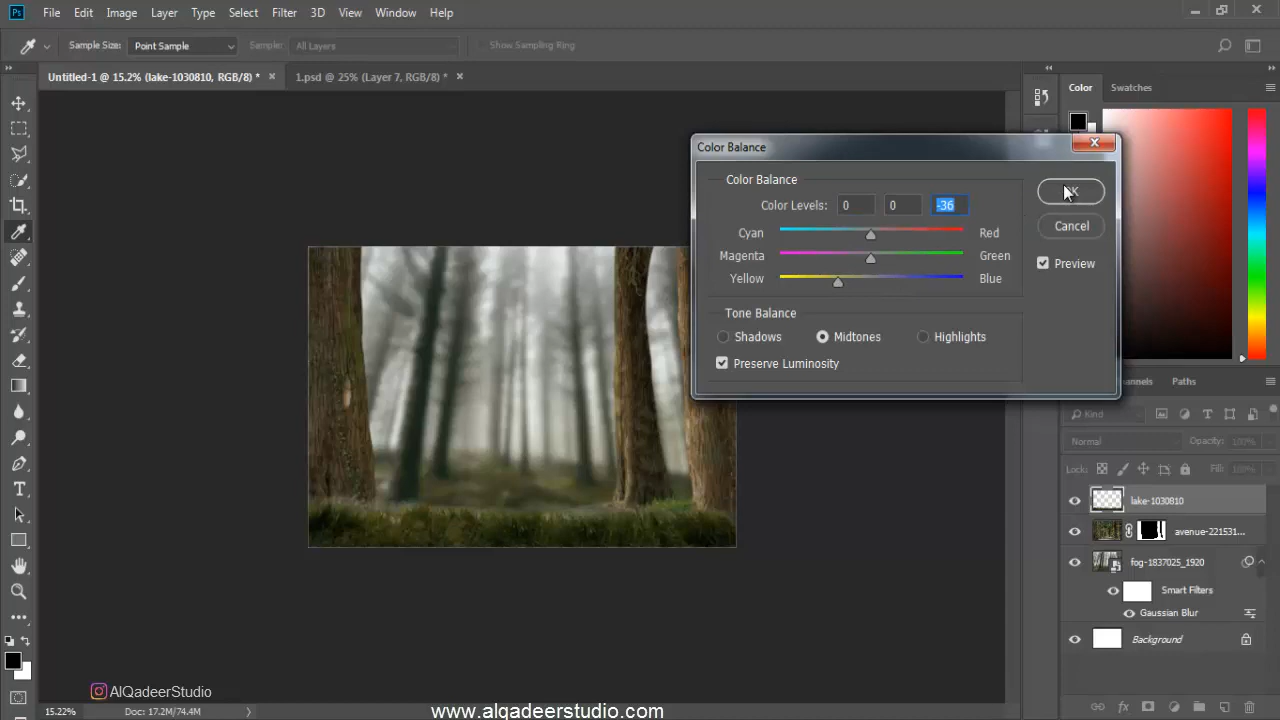 Ps File Edit Image Layer Type Select Filter 3D View Window Help
Sample Size: Point Sample Sample: All Layers Show Sampling Ring
Untitled-1 @ 15.2% (lake-1030810, RGB/8) * × 1.psd @ 25% (Layer 7, RGB/8) * ×
Color Swatches
Color Balance
Color Balance
Color Levels: 0 0 -36
OK
Cyan Red
Cancel
Magenta Green
Preview
Yellow Blue
Tone Balance
Shadows Midtones Highlights
Preserve Luminosity
Paths
Kind
Normal Opacity: 100%
Lock: Fill: 100%
lake-1030810
avenue-221531...
fog-1837025_1920
Smart Filters
Gaussian Blur
Background
AlQadeerStudio
15.22% Doc: 17.2M/74.4M
www.alqadeerstudio.com